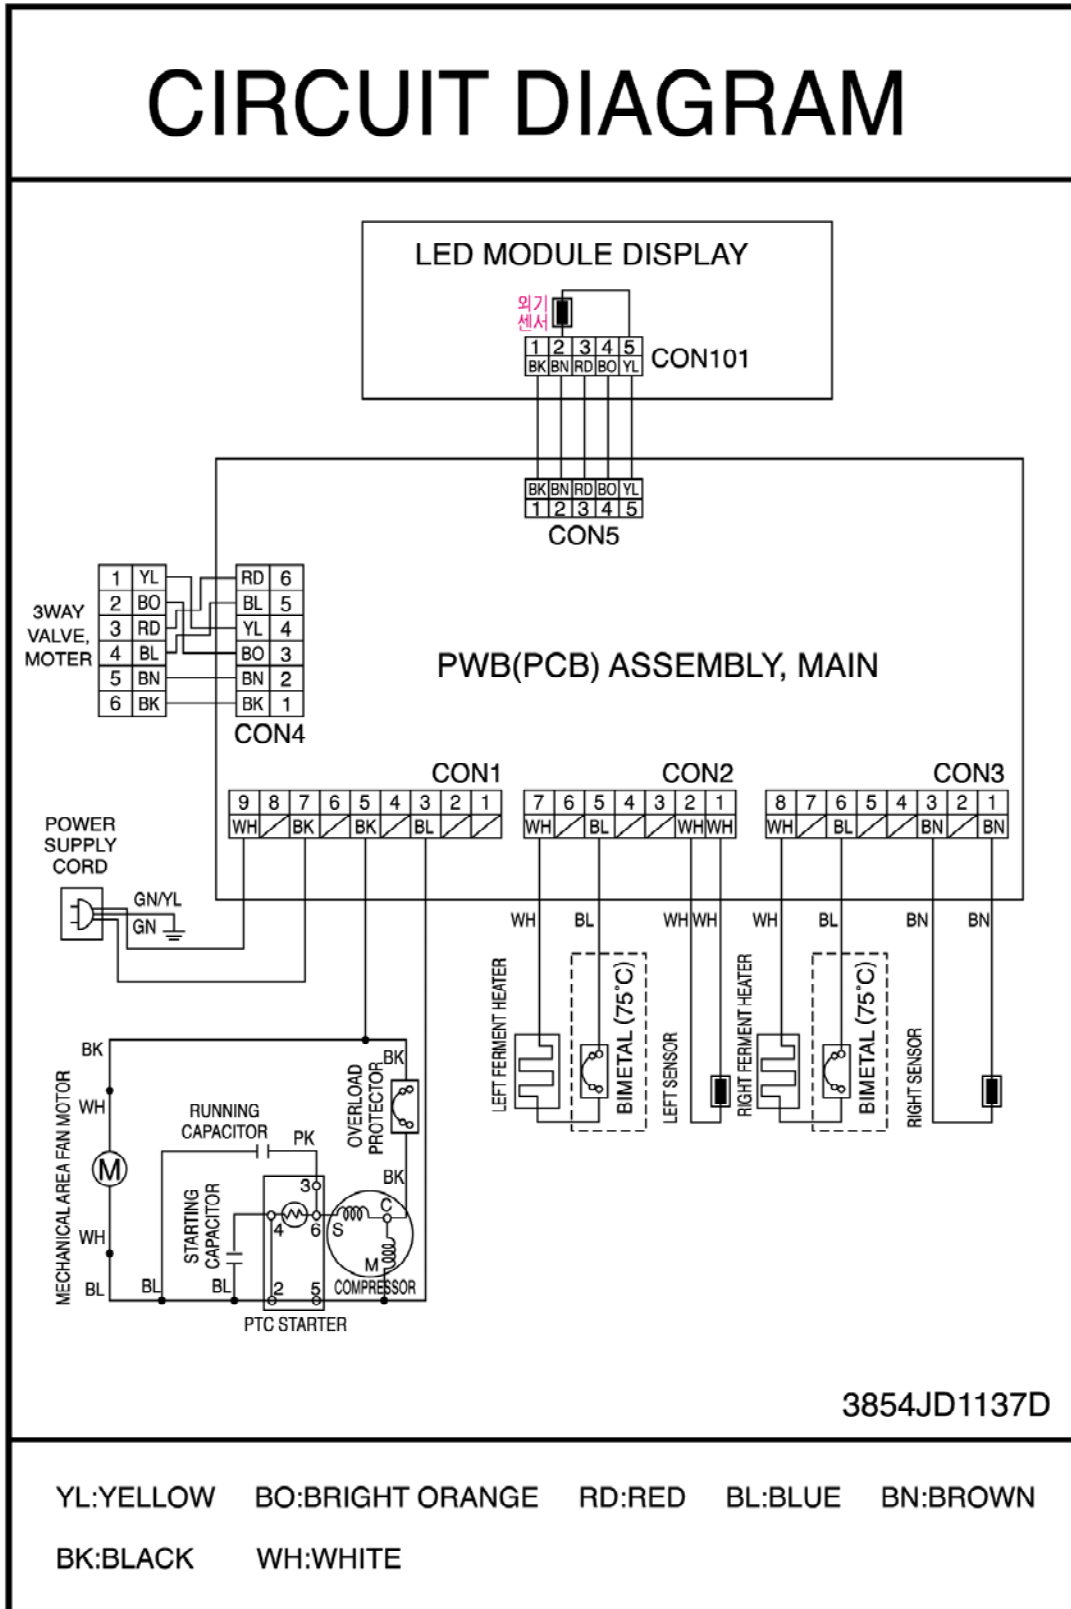 CIRCUIT DIAGRAM
LED MODULE DISPLAY
외기
센서
1 2 3 4 5
BK BN RD BO YL
CON101
BK BN RD BO YL
1 2 3 4 5
CON5
3WAY
VALVE,
MOTER
1 YL
2 BO
3 RD
4 BL
5 BN
6 BK
RD 6
BL 5
YL 4
BO 3
BN 2
BK 1
CON4
PWB(PCB) ASSEMBLY, MAIN
CON1
9 8 7 6 5 4 3 2 1
WH BK BK BL
CON2
7 6 5 4 3 2 1
WH BL WH WH
CON3
8 7 6 5 4 3 2 1
WH BL BN BN
POWER
SUPPLY
CORD
GN/YL
GN
WH BL WH WH WH BL BN BN
LEFT FERMENT HEATER
BIMETAL (75°C)
LEFT SENSOR
RIGHT FERMENT HEATER
BIMETAL (75°C)
RIGHT SENSOR
BK
WH
MECHANICAL AREA FAN MOTOR
M
WH
BL
RUNNING
CAPACITOR
PK
STARTING
CAPACITOR
BL
BL
OVERLOAD
PROTECTOR
BK
BK
3
4
6
2
5
S
C
M
COMPRESSOR
PTC STARTER
3854JD1137D
YL:YELLOW BO:BRIGHT ORANGE RD:RED BL:BLUE BN:BROWN
BK:BLACK WH:WHITE